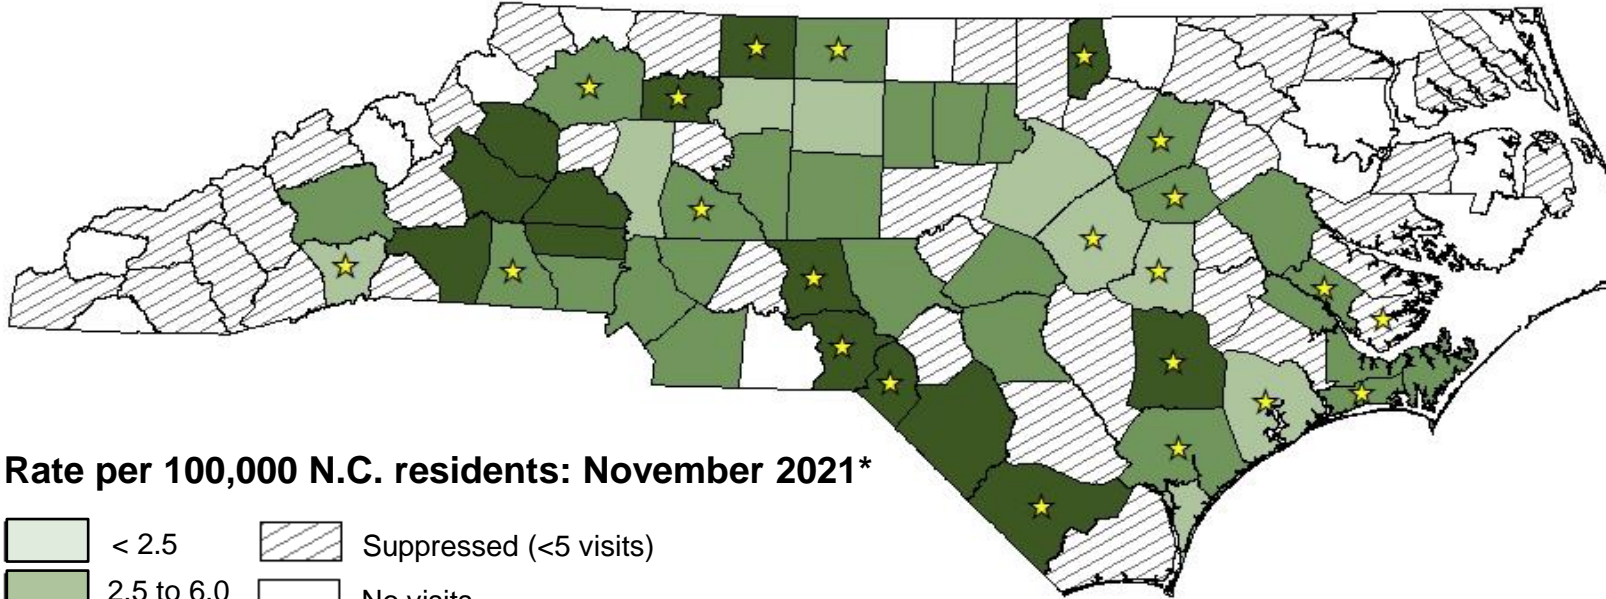 Rate per 100,000 N.C. residents: November 2021*
< 2.5
Suppressed (<5 visits)
2.5 to 6.0
No visits